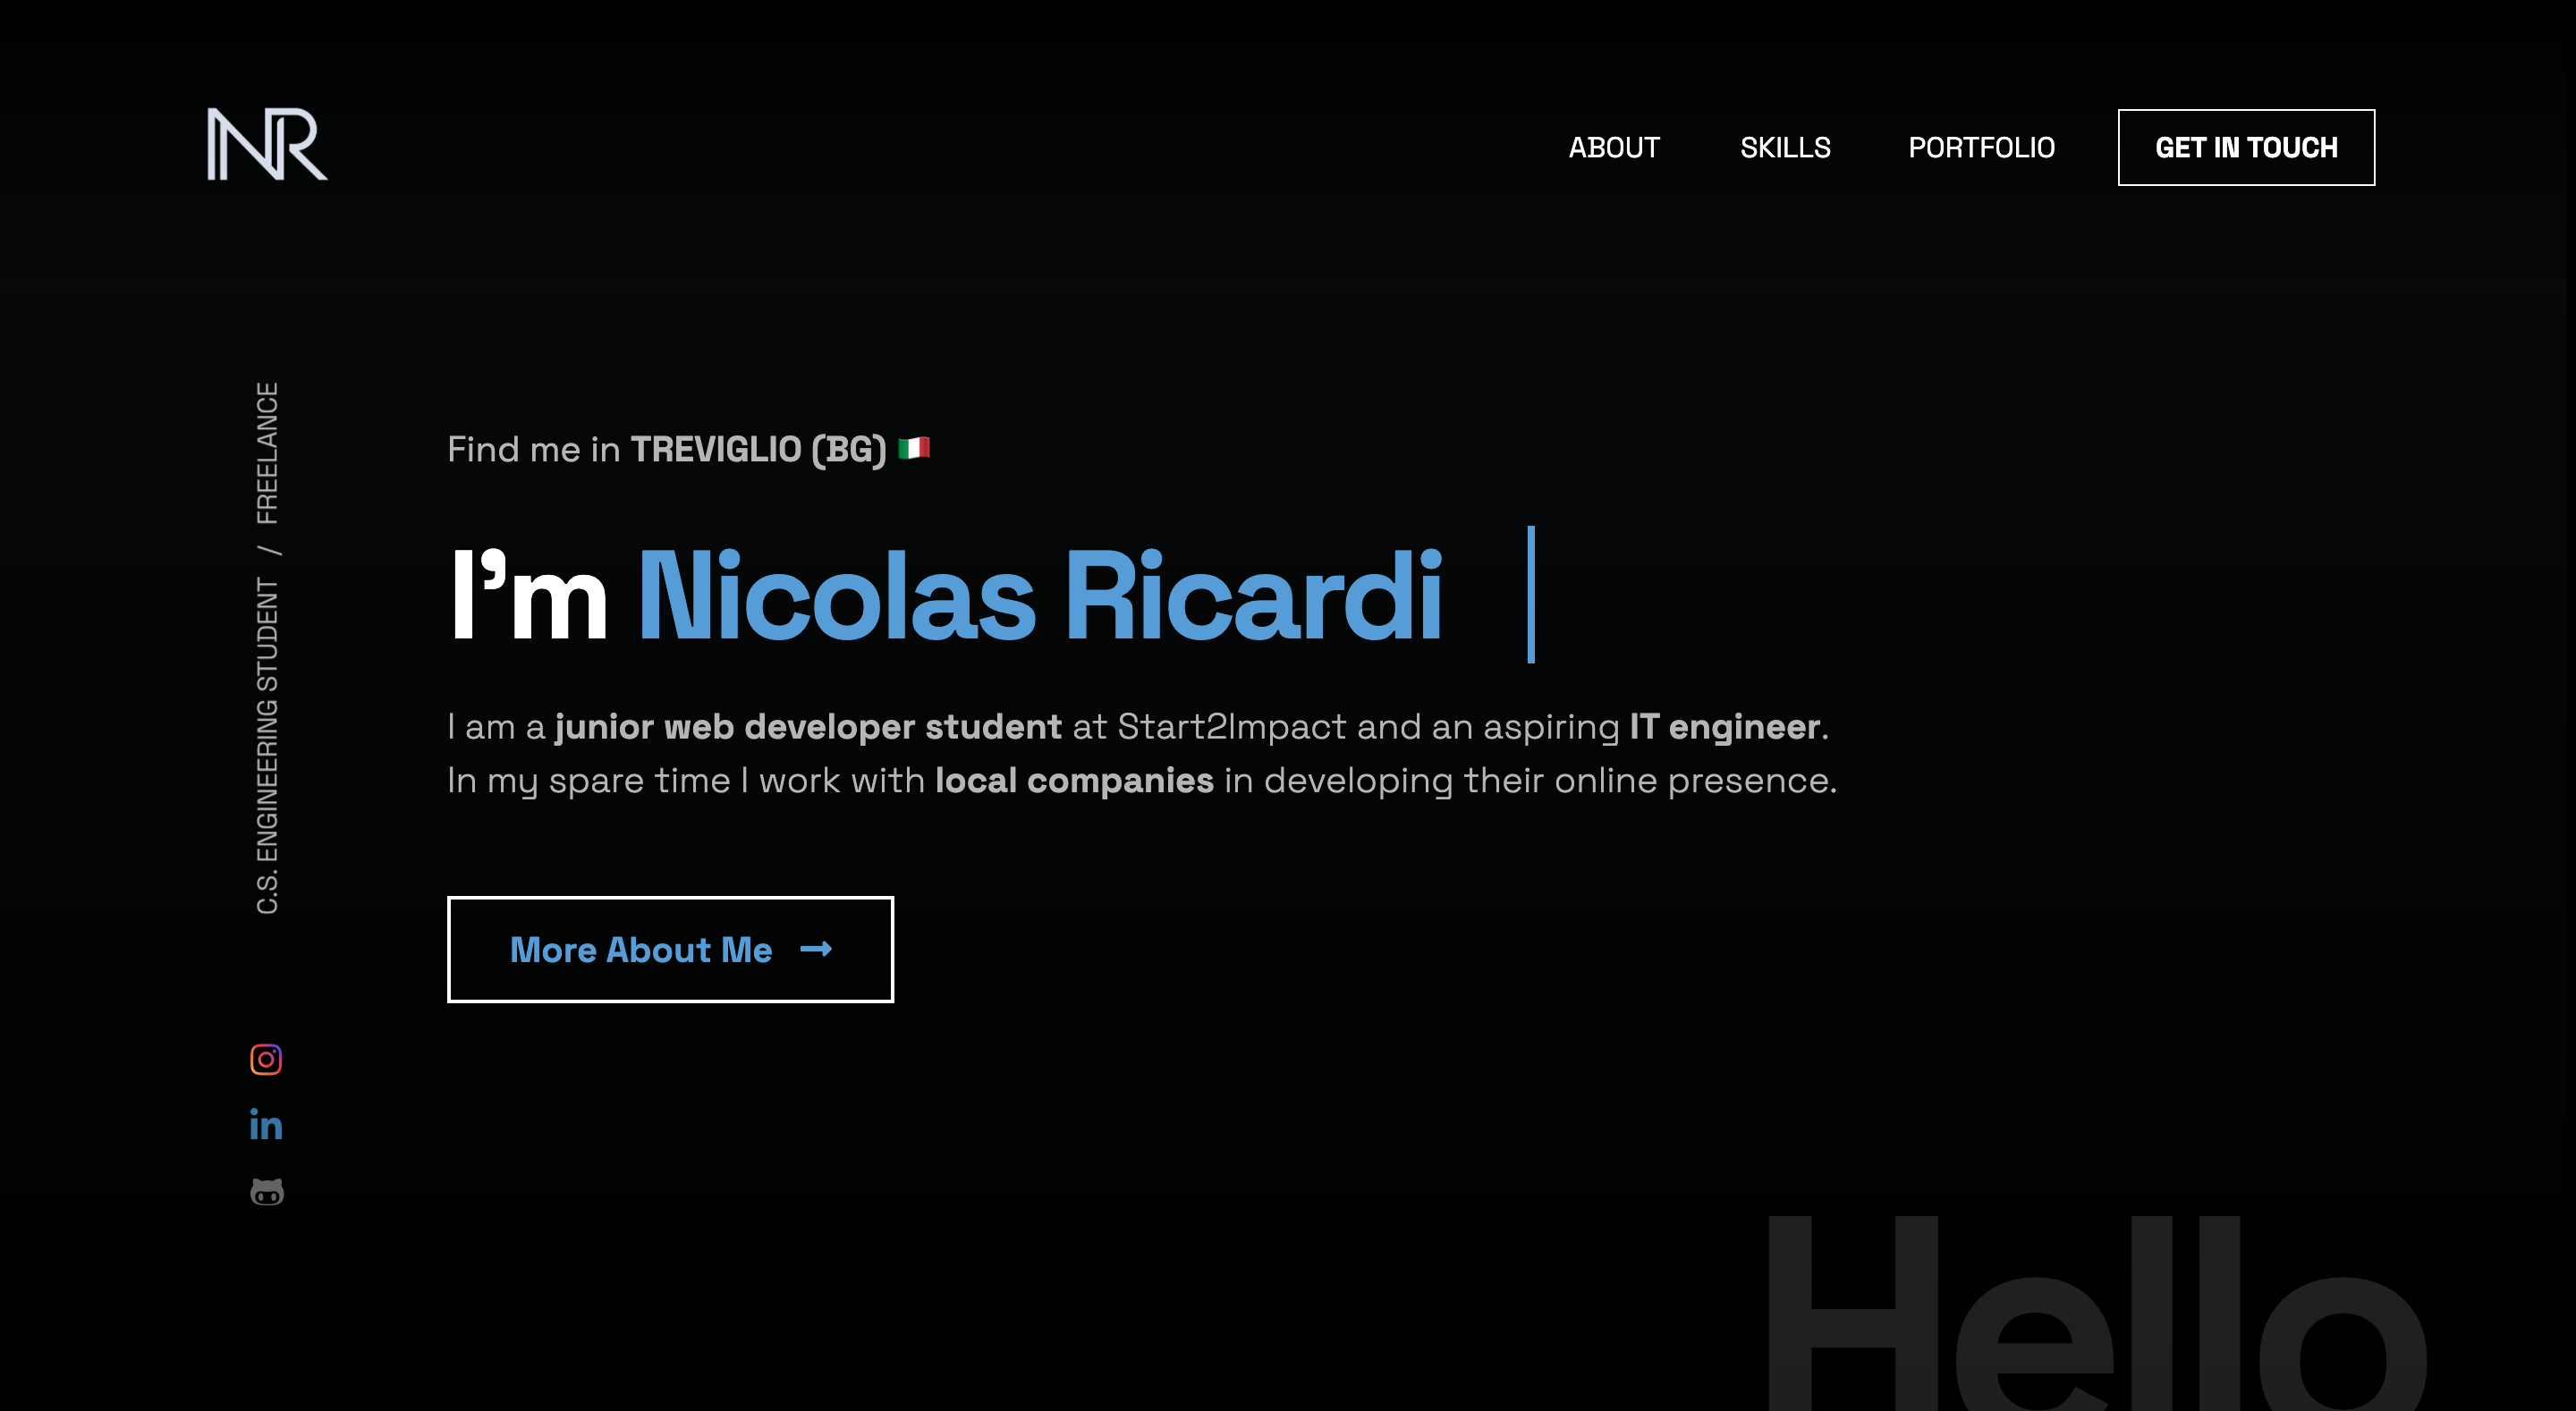 NR
ABOUT SKILLS PORTFOLIO GET IN TOUCH
C.S. ENGINEERING STUDENT / FREELANCE
Find me in TREVIGLIO (BG) 🇮🇹
I’m Nicolas Ricardi
I am a junior web developer student at Start2Impact and an aspiring IT engineer.
In my spare time I work with local companies in developing their online presence.
More About Me →
in
Hello